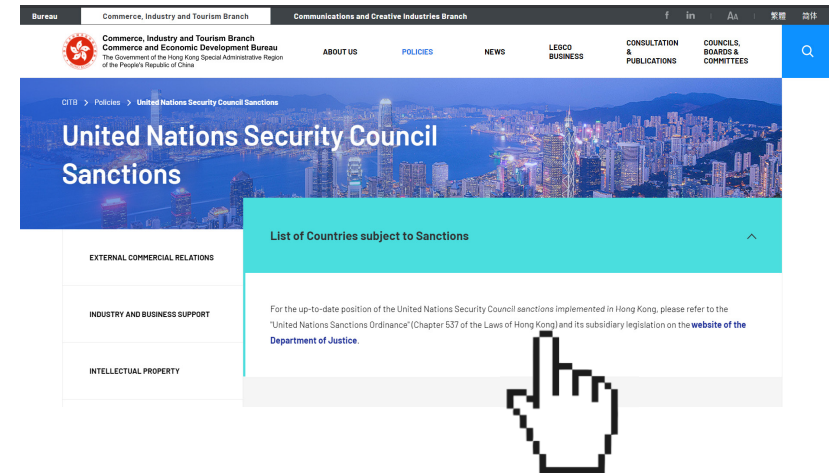 Bureau
Commerce, Industry and Tourism Branch
Communications and Creative Industries Branch
f in AA 繁體 简体
Commerce, Industry and Tourism Branch
Commerce and Economic Development Bureau
The Government of the Hong Kong Special Administrative Region
of the People's Republic of China
ABOUT US
POLICIES
NEWS
LEGCO
BUSINESS
CONSULTATION
&
PUBLICATIONS
COUNCILS,
BOARDS &
COMMITTEES
CITB > Policies > United Nations Security Council Sanctions
United Nations Security Council
Sanctions
List of Countries subject to Sanctions
EXTERNAL COMMERCIAL RELATIONS
INDUSTRY AND BUSINESS SUPPORT
INTELLECTUAL PROPERTY
For the up-to-date position of the United Nations Security Council sanctions implemented in Hong Kong, please refer to the
"United Nations Sanctions Ordinance" (Chapter 537 of the Laws of Hong Kong) and its subsidiary legislation on the website of the
Department of Justice.